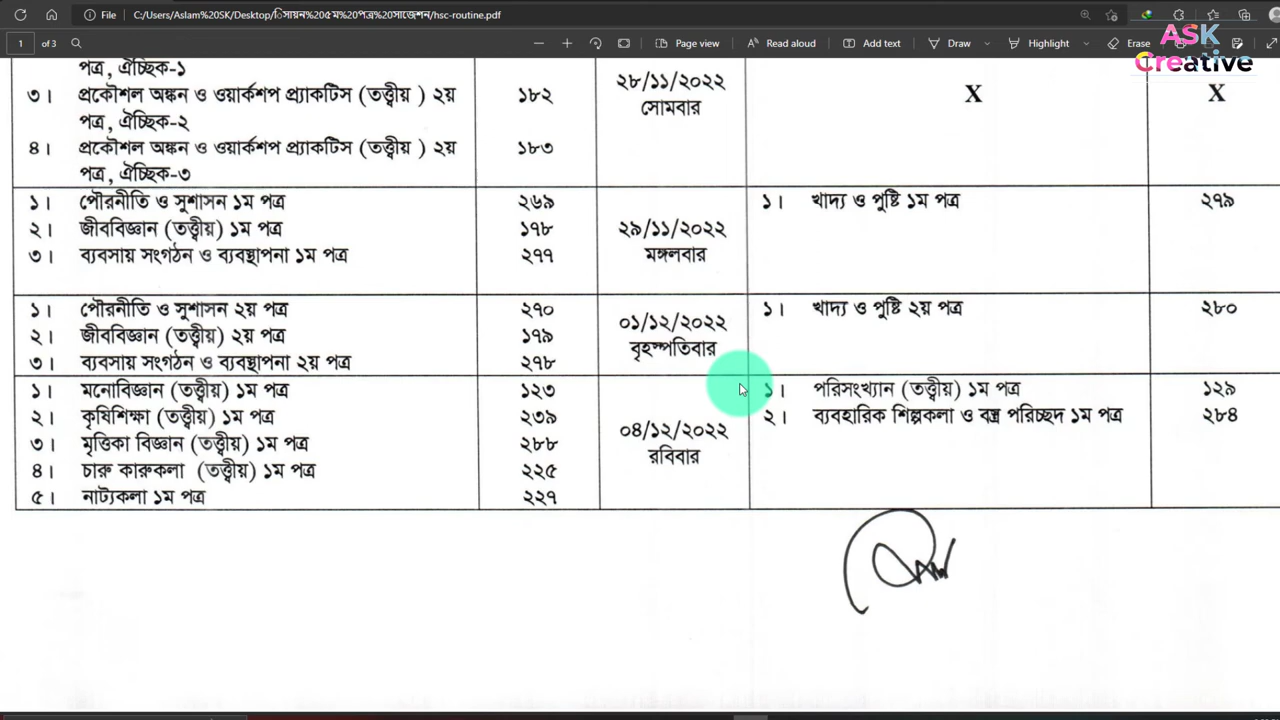 File C:/Users/Aslam%20SK/Desktop/িসায়ন%20৫ম%20পত্র%20সাজেশন/hsc-routine.pdf
ASK
Creative
1 of 3 Page view Read aloud Add text Draw Highlight Erase
পত্র, ঐচ্ছিক-১
৩। প্রকৌশল অঙ্কন ও ওয়ার্কশপ প্র্যাকটিস (তত্ত্বীয় ) ২য় ১৮২ ২৮/১১/২০২২ X X
পত্র, ঐচ্ছিক-২ সোমবার
৪। প্রকৌশল অঙ্কন ও ওয়ার্কশপ প্র্যাকটিস (তত্ত্বীয় ) ২য় ১৮৩
পত্র, ঐচ্ছিক-৩
১। পৌরনীতি ও সুশাসন ১ম পত্র ২৬৯ ১। খাদ্য ও পুষ্টি ১ম পত্র ২৭৯
২। জীববিজ্ঞান (তত্ত্বীয়) ১ম পত্র ১৭৮ ২৯/১১/২০২২
৩। ব্যবসায় সংগঠন ও ব্যবস্থাপনা ১ম পত্র ২৭৭ মঙ্গলবার
১। পৌরনীতি ও সুশাসন ২য় পত্র ২৭০ ১। খাদ্য ও পুষ্টি ২য় পত্র ২৮০
২। জীববিজ্ঞান (তত্ত্বীয়) ২য় পত্র ১৭৯ ০১/১২/২০২২
৩। ব্যবসায় সংগঠন ও ব্যবস্থাপনা ২য় পত্র ২৭৮ বৃহস্পতিবার
১। মনোবিজ্ঞান (তত্ত্বীয়) ১ম পত্র ১২৩ ১। পরিসংখ্যান (তত্ত্বীয়) ১ম পত্র ১২৯
২। কৃষিশিক্ষা (তত্ত্বীয়) ১ম পত্র ২৩৯ ০৪/১২/২০২২ ২। ব্যবহারিক শিল্পকলা ও বস্ত্র পরিচ্ছদ ১ম পত্র ২৮৪
৩। মৃত্তিকা বিজ্ঞান (তত্ত্বীয়) ১ম পত্র ২৮৮ রবিবার
৪। চারু কারুকলা (তত্ত্বীয়) ১ম পত্র ২২৫
৫। নাট্যকলা ১ম পত্র ২২৭